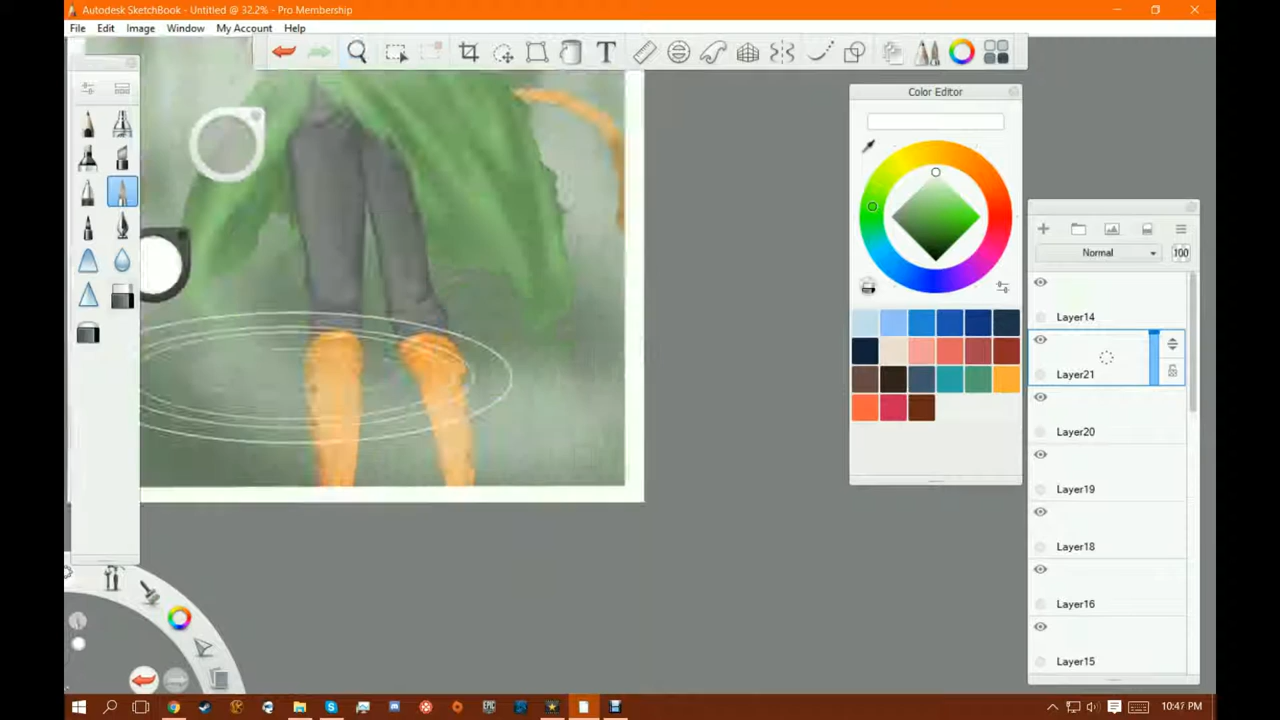 Autodesk SketchBook - Untitled @ 32.2% - Pro Membership
File Edit Image Window My Account Help
T
Color Editor
Normal 100
Layer14
Layer21
Layer20
Layer19
Layer18
Layer16
Layer15
10:47 PM